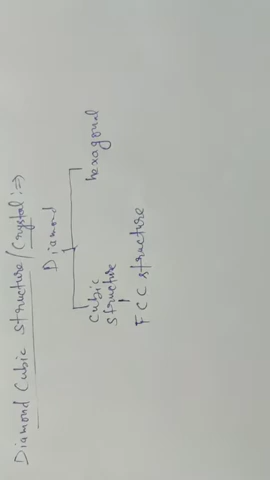 Diamond Cubic structure/Crystal :⇒
Diamond
cubic structure
hexagonal
FCC structure